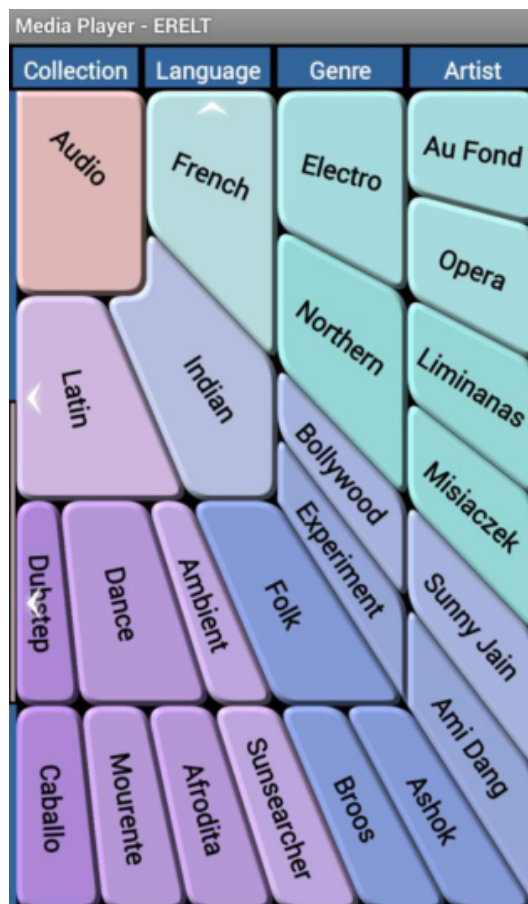 Media Player - ERELT
Collection Language Genre Artist
Audio French Electro Au Fond
Opera
Northern Liminanas
Latin Indian
Bollywood Misiaczek
Experiment
Dubstep Dance Ambient Folk Sunny Jain
Ami Dang
Caballo Mourente Afrodita Sunsearcher Broos Ashok